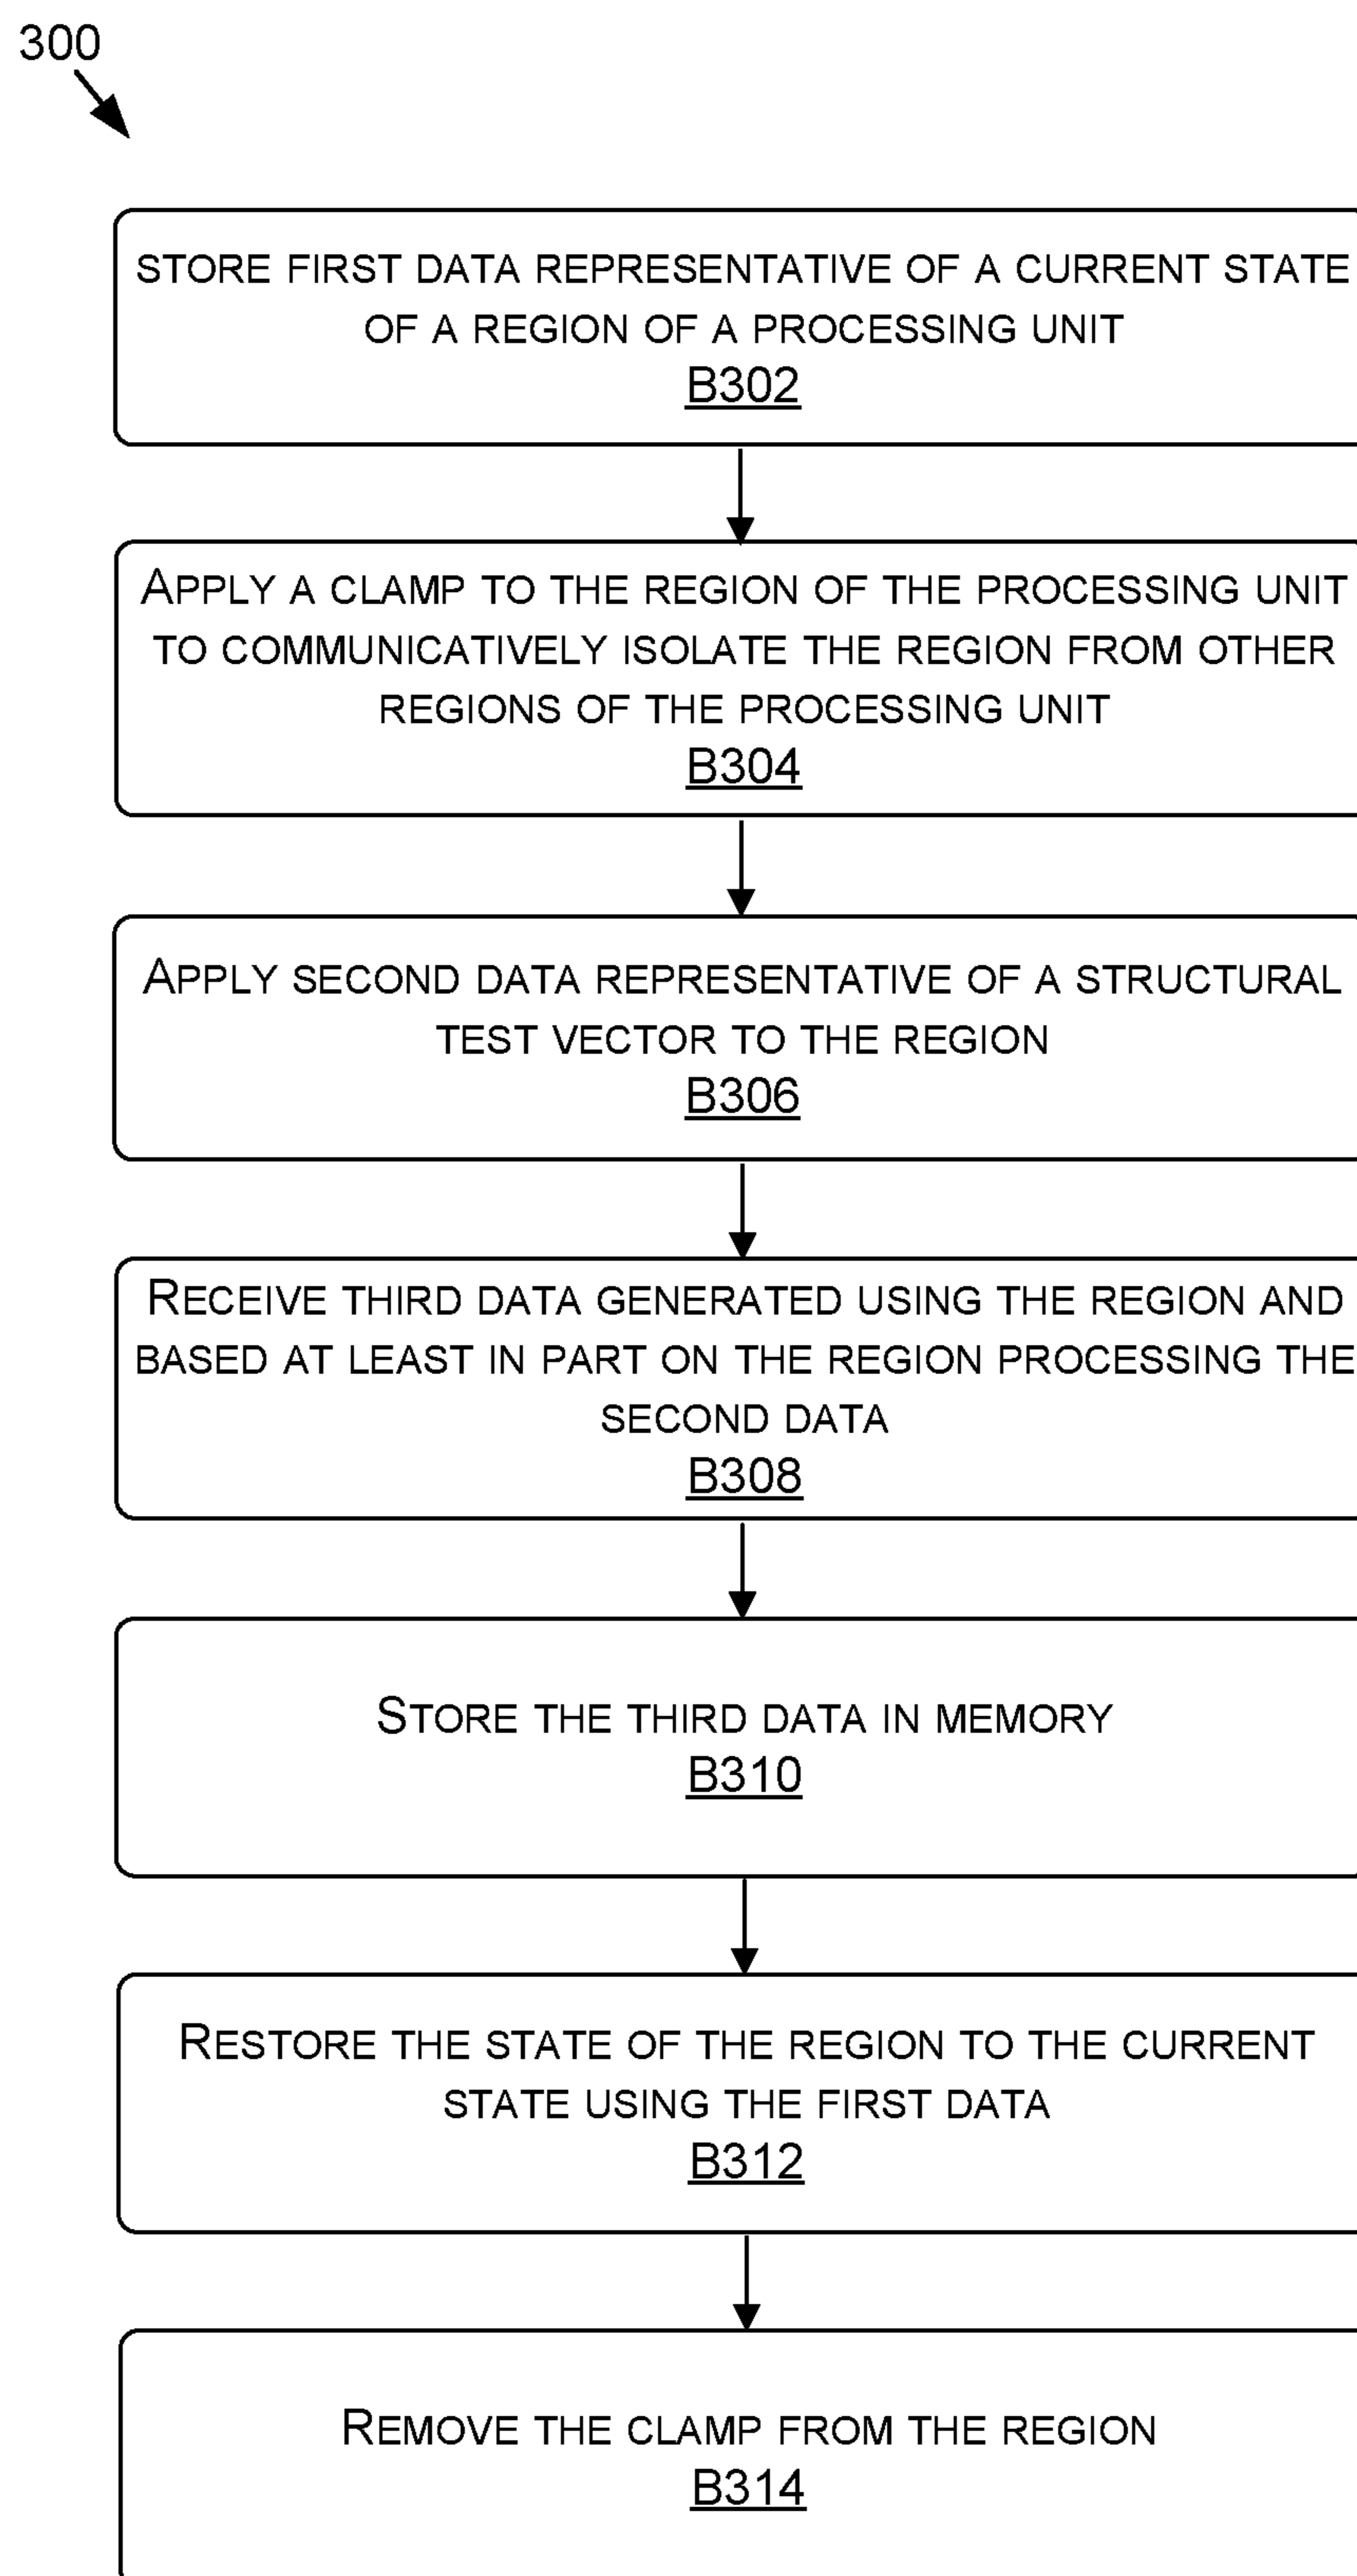 300
STORE FIRST DATA REPRESENTATIVE OF A CURRENT STATE
OF A REGION OF A PROCESSING UNIT
B302
APPLY A CLAMP TO THE REGION OF THE PROCESSING UNIT
TO COMMUNICATIVELY ISOLATE THE REGION FROM OTHER
REGIONS OF THE PROCESSING UNIT
B304
APPLY SECOND DATA REPRESENTATIVE OF A STRUCTURAL
TEST VECTOR TO THE REGION
B306
RECEIVE THIRD DATA GENERATED USING THE REGION AND
BASED AT LEAST IN PART ON THE REGION PROCESSING THE
SECOND DATA
B308
STORE THE THIRD DATA IN MEMORY
B310
RESTORE THE STATE OF THE REGION TO THE CURRENT
STATE USING THE FIRST DATA
B312
REMOVE THE CLAMP FROM THE REGION
B314